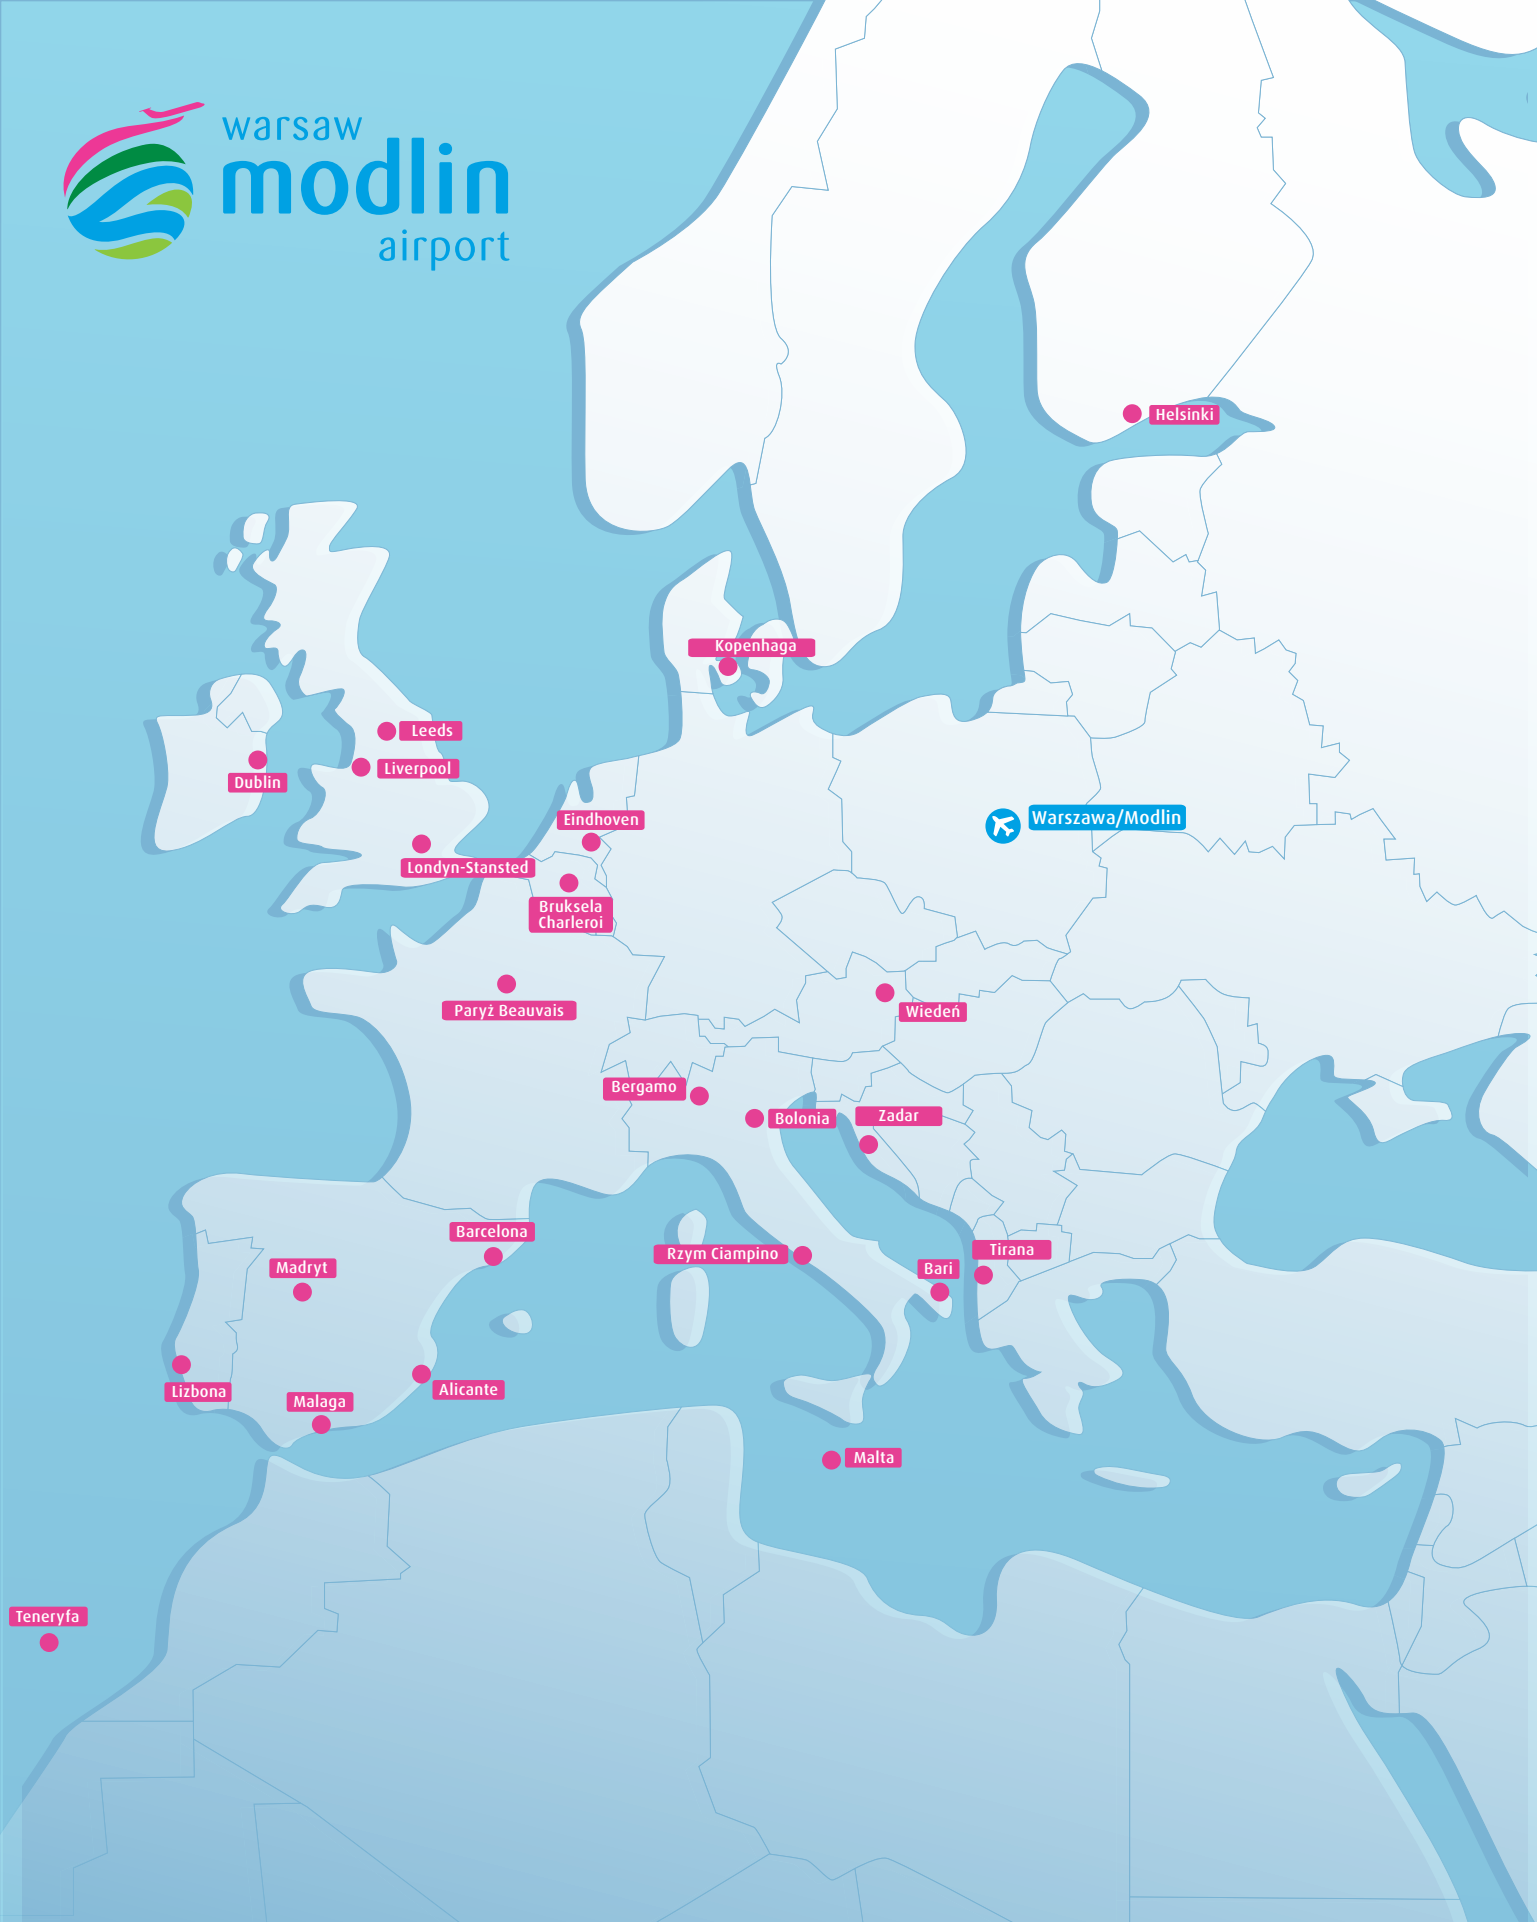 warsaw
modlin
airport
Helsinki
Kopenhaga
Leeds
Liverpool
Dublin
Eindhoven
Warszawa/Modlin
Londyn-Stansted
Bruksela
Charleroi
Paryż Beauvais
Wiedeń
Bergamo
Bolonia
Zadar
Barcelona
Rzym Ciampino
Tirana
Bari
Madryt
Lizbona
Alicante
Malaga
Malta
Teneryfa